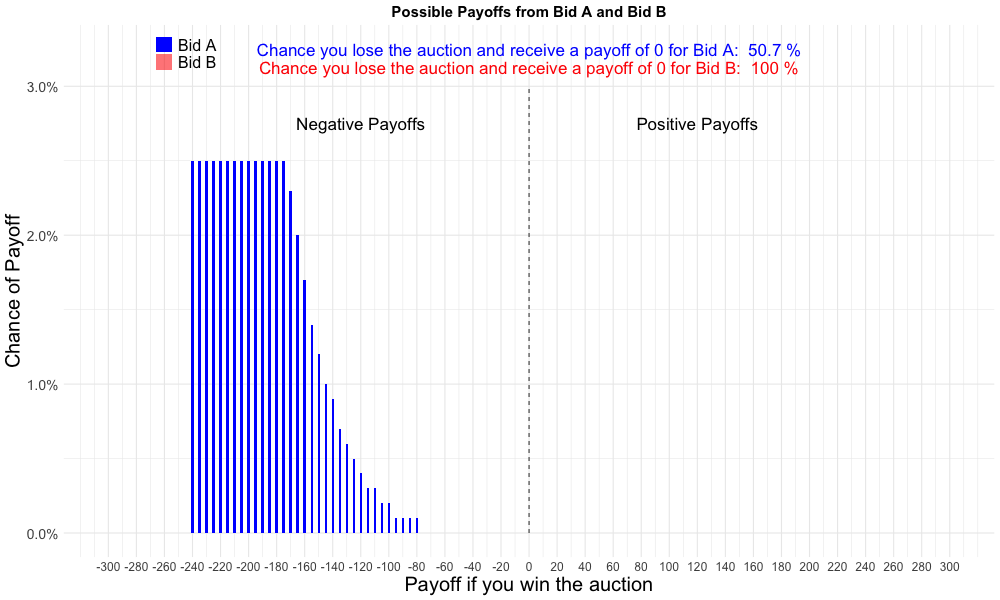 Possible Payoffs from Bid A and Bid B
Bid A
Bid B
Chance you lose the auction and receive a payoff of 0 for Bid A: 50.7 %
Chance you lose the auction and receive a payoff of 0 for Bid B: 100 %
Negative Payoffs
Positive Payoffs
Chance of Payoff
3.0%
2.0%
1.0%
0.0%
-300 -280 -260 -240 -220 -200 -180 -160 -140 -120 -100 -80 -60 -40 -20 0 20 40 60 80 100 120 140 160 180 200 220 240 260 280 300
Payoff if you win the auction